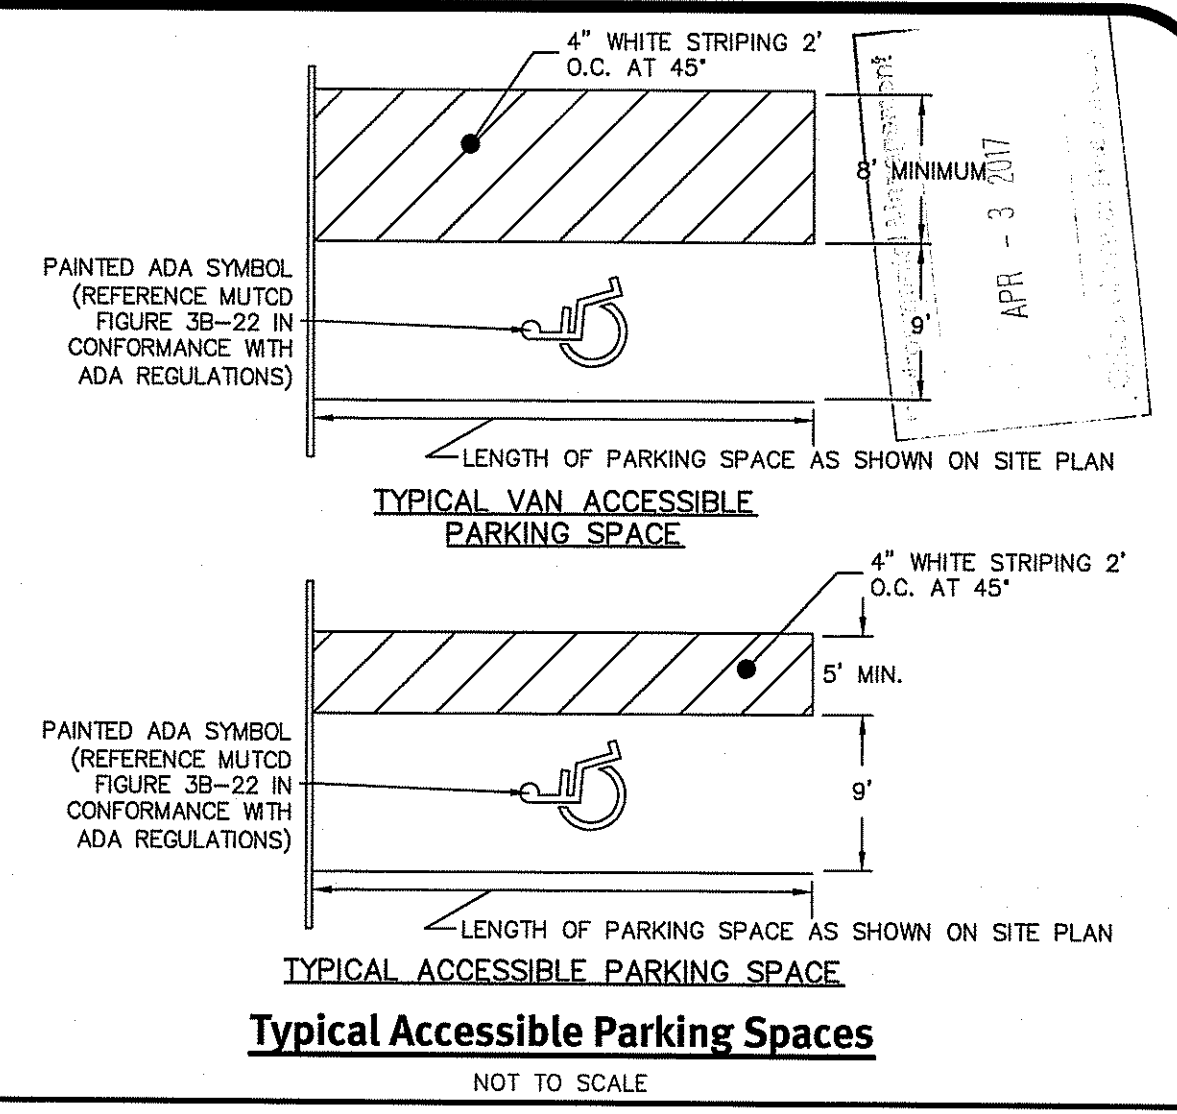 4" WHITE STRIPING 2'
O.C. AT 45°
8' MINIMUM
APR - 3 2017
PAINTED ADA SYMBOL
(REFERENCE MUTCD
FIGURE 3B-22 IN
CONFORMANCE WITH
ADA REGULATIONS)
9'
LENGTH OF PARKING SPACE AS SHOWN ON SITE PLAN
TYPICAL VAN ACCESSIBLE
PARKING SPACE
4" WHITE STRIPING 2'
O.C. AT 45°
5' MIN.
PAINTED ADA SYMBOL
(REFERENCE MUTCD
FIGURE 3B-22 IN
CONFORMANCE WITH
ADA REGULATIONS)
9'
LENGTH OF PARKING SPACE AS SHOWN ON SITE PLAN
TYPICAL ACCESSIBLE PARKING SPACE
Typical Accessible Parking Spaces
NOT TO SCALE